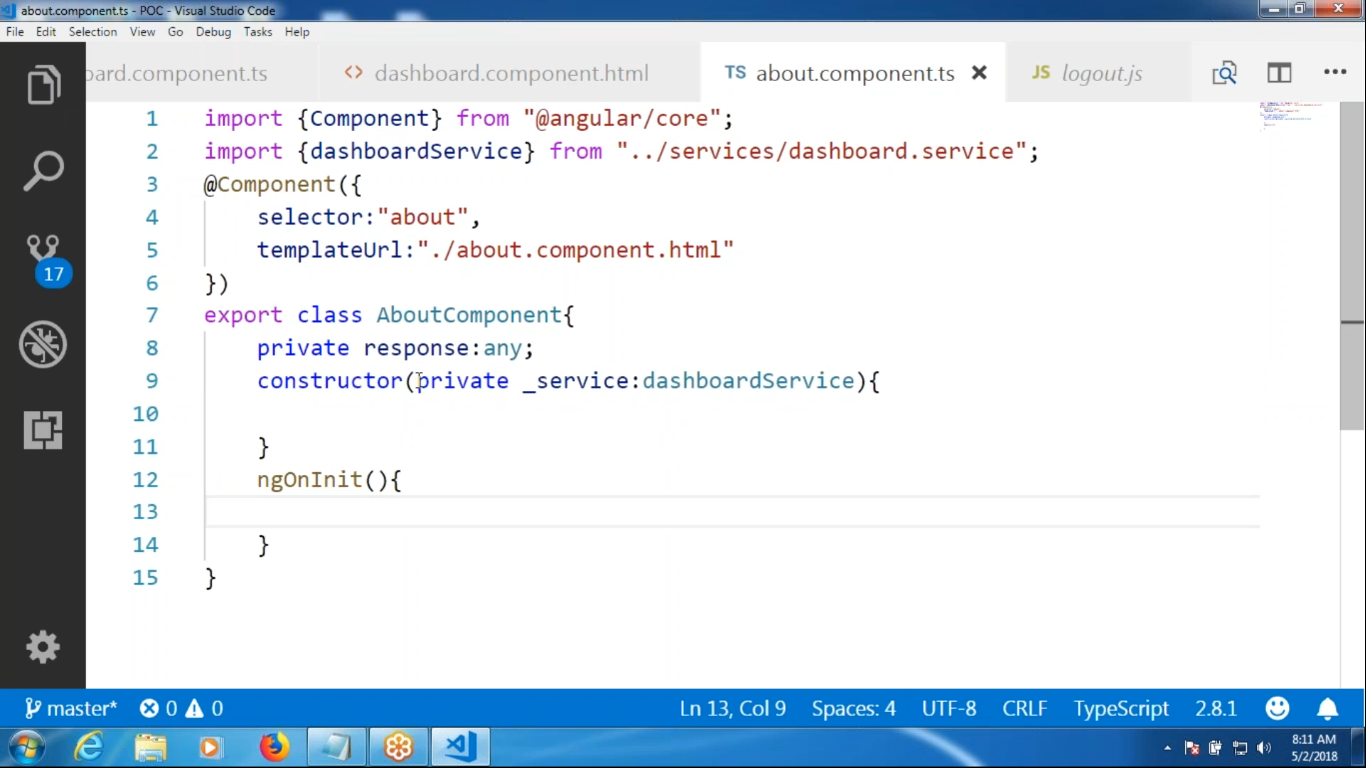 about.component.ts - POC - Visual Studio Code
File Edit Selection View Go Debug Tasks Help
oard.component.ts <> dashboard.component.html TS about.component.ts JS logout.js
1 import {Component} from "@angular/core";
2 import {dashboardService} from "../services/dashboard.service";
3 @Component({
4 selector:"about",
5 templateUrl:"./about.component.html"
6 })
7 export class AboutComponent{
8 private response:any;
9 constructor(private _service:dashboardService){
10
11 }
12 ngOnInit(){
13
14 }
15 }
17
master* 0 0 Ln 13, Col 9 Spaces: 4 UTF-8 CRLF TypeScript 2.8.1
8:11 AM
5/2/2018